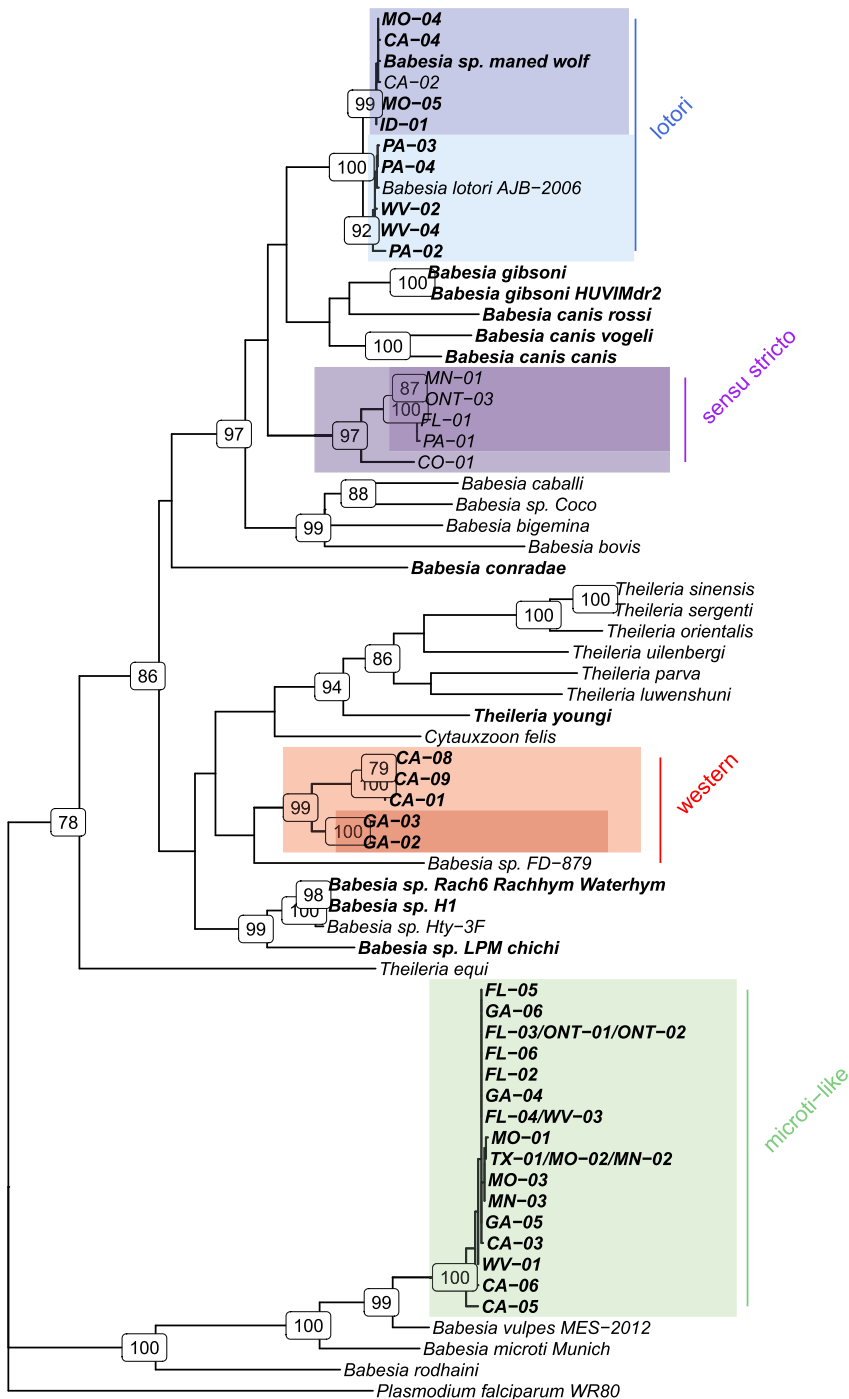 MO−04
CA−04
Babesia sp. maned wolf
CA−02
99
MO−05
ID−01
lotori
PA−03
100
PA−04
Babesia lotori AJB−2006
WV−02
92
WV−04
PA−02
Babesia gibsoni
100
Babesia gibsoni HUVIMdr2
Babesia canis rossi
Babesia canis vogeli
100
Babesia canis canis
MN−01
87
ONT−03
100
FL−01
sensu stricto
97
97
PA−01
CO−01
Babesia caballi
88
Babesia sp. Coco
99
Babesia bigemina
Babesia bovis
Babesia conradae
Theileria sinensis
100
Theileria sergenti
100
Theileria orientalis
86
Theileria uilenbergi
86
Theileria parva
94
Theileria luwenshuni
Theileria youngi
Cytauxzoon felis
CA−08
79
CA−09
100
CA−01
western
99
GA−03
78
100
GA−02
Babesia sp. FD−879
Babesia sp. Rach6 Rachhym Waterhym
98
Babesia sp. H1
100
Babesia sp. Hty−3F
99
Babesia sp. LPM chichi
Theileria equi
FL−05
GA−06
FL−03/ONT−01/ONT−02
FL−06
FL−02
GA−04
microti−like
FL−04/WV−03
MO−01
TX−01/MO−02/MN−02
MO−03
MN−03
GA−05
CA−03
WV−01
100
CA−06
99
CA−05
100
Babesia vulpes MES−2012
100
Babesia microti Munich
Babesia rodhaini
Plasmodium falciparum WR80